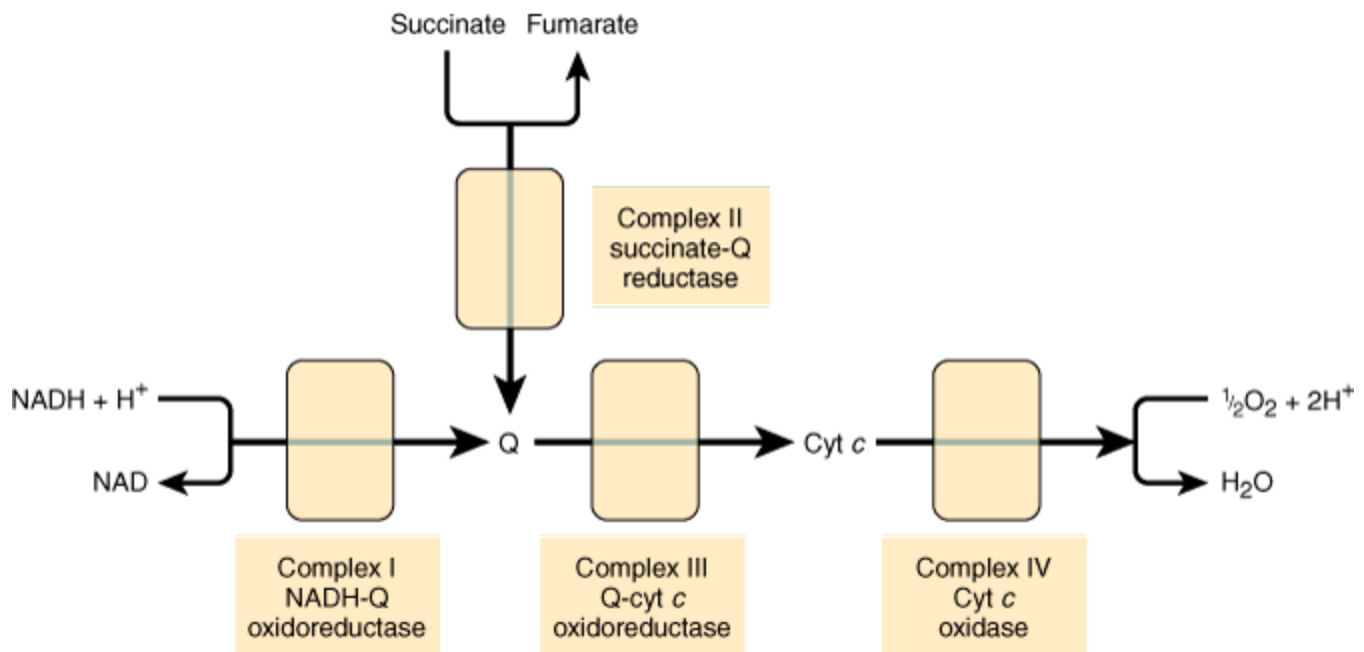 Succinate Fumarate
Complex II
succinate-Q
reductase
NADH + H⁺
Q
Cyt c
½O₂ + 2H⁺
NAD
H₂O
Complex I
NADH-Q
oxidoreductase
Complex III
Q-cyt c
oxidoreductase
Complex IV
Cyt c
oxidase